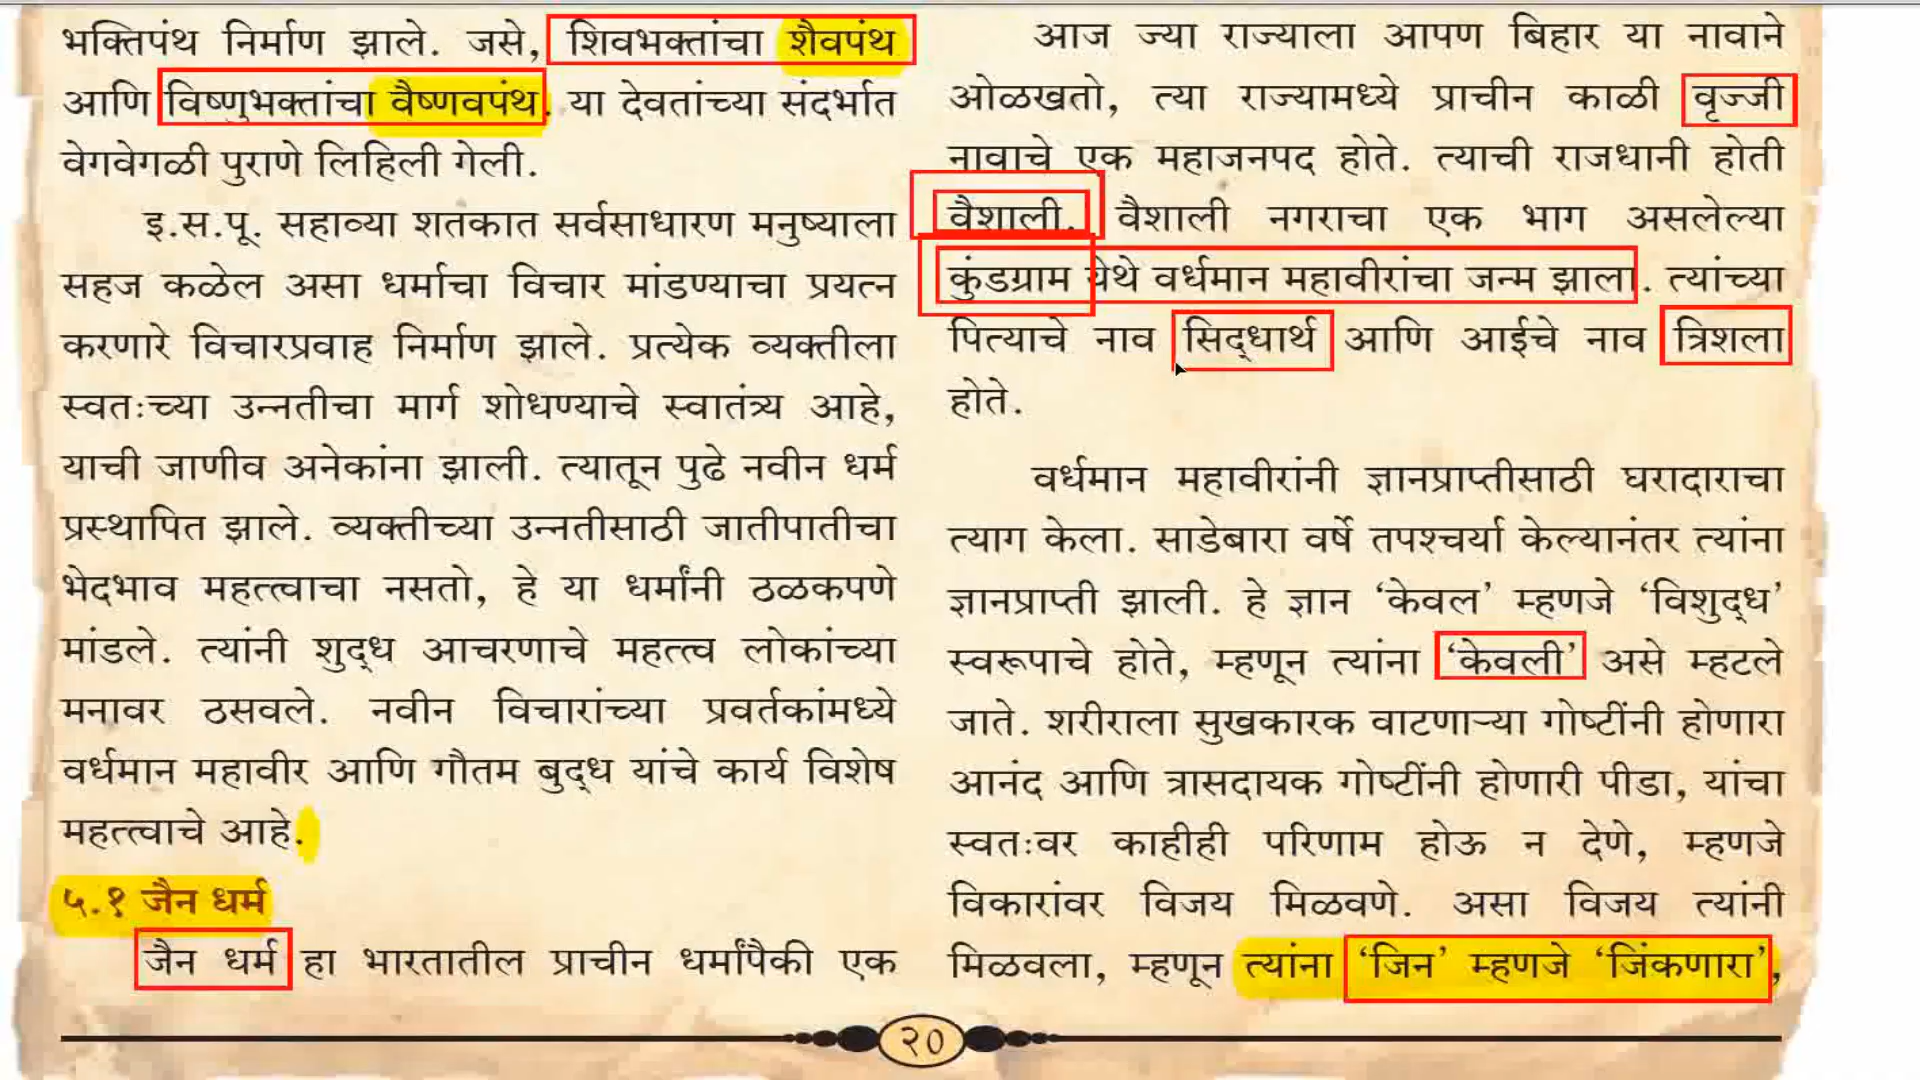 भक्तिपंथ निर्माण झाले. जसे, शिवभक्तांचा शैवपंथ
आणि विष्णुभक्तांचा वैष्णवपंथ. या देवतांच्या संदर्भात
वेगवेगळी पुराणे लिहिली गेली.
इ.स.पू. सहाव्या शतकात सर्वसाधारण मनुष्याला
सहज कळेल असा धर्माचा विचार मांडण्याचा प्रयत्न
करणारे विचारप्रवाह निर्माण झाले. प्रत्येक व्यक्तीला
स्वतःच्या उन्नतीचा मार्ग शोधण्याचे स्वातंत्र्य आहे,
याची जाणीव अनेकांना झाली. त्यातून पुढे नवीन धर्म
प्रस्थापित झाले. व्यक्तीच्या उन्नतीसाठी जातीपातीचा
भेदभाव महत्त्वाचा नसतो, हे या धर्मांनी ठळकपणे
मांडले. त्यांनी शुद्ध आचरणाचे महत्त्व लोकांच्या
मनावर ठसवले. नवीन विचारांच्या प्रवर्तकांमध्ये
वर्धमान महावीर आणि गौतम बुद्ध यांचे कार्य विशेष
महत्त्वाचे आहे.
५.१ जैन धर्म
जैन धर्म हा भारतातील प्राचीन धर्मांपैकी एक
आज ज्या राज्याला आपण बिहार या नावाने
ओळखतो, त्या राज्यामध्ये प्राचीन काळी वृज्जी
नावाचे एक महाजनपद होते. त्याची राजधानी होती
वैशाली. वैशाली नगराचा एक भाग असलेल्या
कुंडग्राम येथे वर्धमान महावीरांचा जन्म झाला. त्यांच्या
पित्याचे नाव सिद्धार्थ आणि आईचे नाव त्रिशला
होते.
वर्धमान महावीरांनी ज्ञानप्राप्तीसाठी घरादाराचा
त्याग केला. साडेबारा वर्षे तपश्चर्या केल्यानंतर त्यांना
ज्ञानप्राप्ती झाली. हे ज्ञान ‘केवल’ म्हणजे ‘विशुद्ध’
स्वरूपाचे होते, म्हणून त्यांना ‘केवली’ असे म्हटले
जाते. शरीराला सुखकारक वाटणाऱ्या गोष्टींनी होणारा
आनंद आणि त्रासदायक गोष्टींनी होणारी पीडा, यांचा
स्वतःवर काहीही परिणाम होऊ न देणे, म्हणजे
विकारांवर विजय मिळवणे. असा विजय त्यांनी
मिळवला, म्हणून त्यांना ‘जिन’ म्हणजे ‘जिंकणारा’,
२०